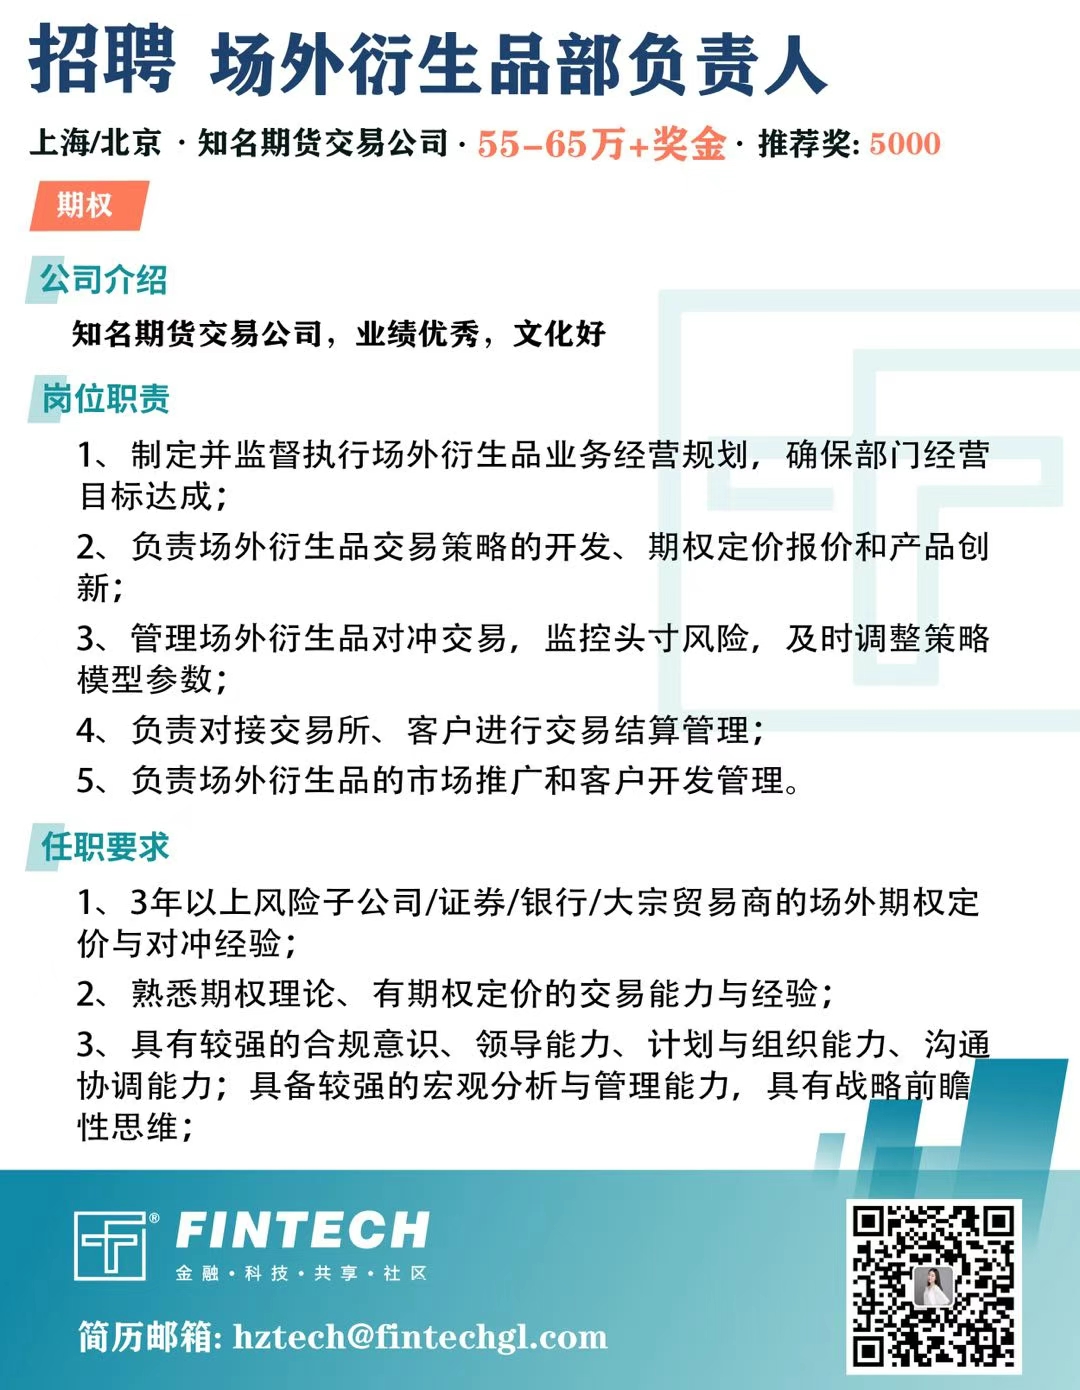 招聘 场外衍生品部负责人
上海/北京 · 知名期货交易公司 · 55-65万+奖金 · 推荐奖: 5000
期权
公司介绍
知名期货交易公司，业绩优秀，文化好
岗位职责
1、制定并监督执行场外衍生品业务经营规划，确保部门经营
目标达成；
2、负责场外衍生品交易策略的开发、期权定价报价和产品创
新；
3、管理场外衍生品对冲交易，监控头寸风险，及时调整策略
模型参数；
4、负责对接交易所、客户进行交易结算管理；
5、负责场外衍生品的市场推广和客户开发管理。
任职要求
1、3年以上风险子公司/证券/银行/大宗贸易商的场外期权定
价与对冲经验；
2、熟悉期权理论、有期权定价的交易能力与经验；
3、具有较强的合规意识、领导能力、计划与组织能力、沟通
协调能力；具备较强的宏观分析与管理能力，具有战略前瞻
性思维；
® FINTECH
金融·科技·共享·社区
简历邮箱: hztech@fintechgl.com